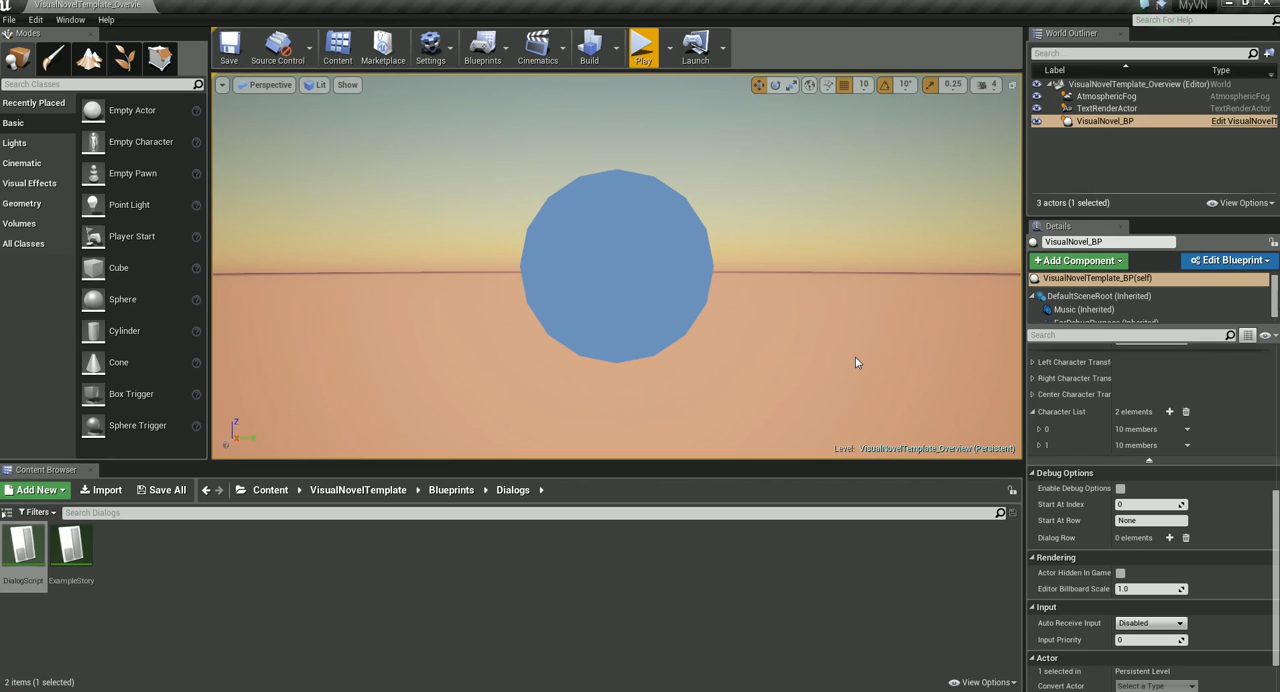 VisualNovelTemplate_Overvie
MyVN
File Edit Window Help
Search For Help
Modes
World Outliner
Save Source Control Content Marketplace Settings Blueprints Cinematics Build Play Launch
Search...
Label Type
Search Classes
Perspective Lit Show 10 10° 0.25 4
VisualNovelTemplate_Overview (Editor) World
AtmosphericFog AtmosphericFog
TextRenderActor TextRenderActor
VisualNovel_BP Edit VisualNovelT
Recently Placed
Basic
Lights
Cinematic
Visual Effects
Geometry
Volumes
All Classes
Empty Actor
Empty Character
Empty Pawn
Point Light
Player Start
Cube
Sphere
Cylinder
Cone
Box Trigger
Sphere Trigger
3 actors (1 selected) View Options
Details
VisualNovel_BP
+Add Component Edit Blueprint
VisualNovelTemplate_BP(self)
DefaultSceneRoot (Inherited)
Music (Inherited)
Search
Left Character Transf
Right Character Trans
Center Character Tran
Character List 2 elements
0 10 members
1 10 members
Level: VisualNovelTemplate_Overview (Persistent)
Debug Options
Enable Debug Options
Start At Index 0
Start At Row None
Dialog Row 0 elements
Rendering
Actor Hidden In Game
Editor Billboard Scale 1.0
Input
Auto Receive Input Disabled
Input Priority 0
Actor
1 selected in Persistent Level
Convert Actor Select a Type
Content Browser
Add New Import Save All Content VisualNovelTemplate Blueprints Dialogs
Filters Search Dialogs
DialogScript ExampleStory
2 items (1 selected) View Options